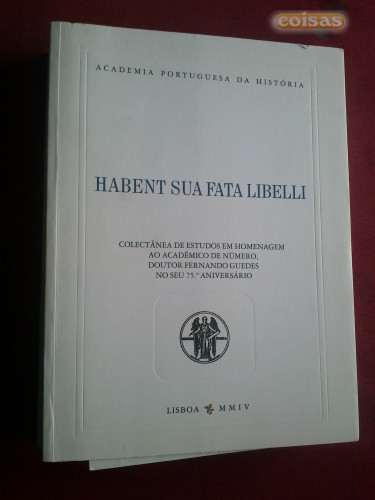 coisas
ACADEMIA PORTUGUESA DA HISTÓRIA
HABENT SUA FATA LIBELLI
COLECTÂNEA DE ESTUDOS EM HOMENAGEM
AO ACADÉMICO DE NÚMERO,
DOUTOR FERNANDO GUEDES
NO SEU 75.º ANIVERSÁRIO
LISBOA MMIV